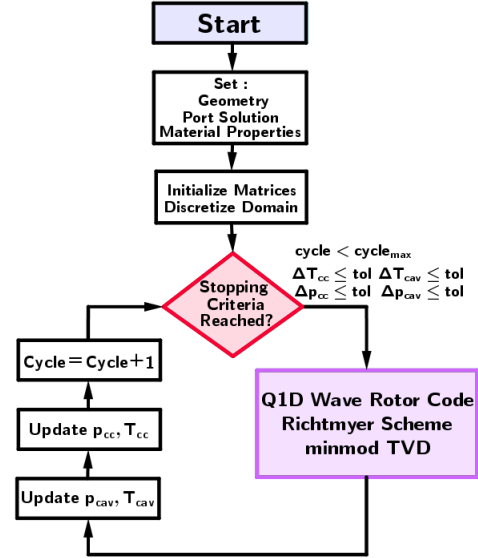 Start
Set :
Geometry
Port Solution
Material Properties
Initialize Matrices
Discretize Domain
cycle < cycle_max
ΔT_cc ≤ tol ΔT_cav ≤ tol
Δp_cc ≤ tol Δp_cav ≤ tol
Stopping
Criteria
Reached?
Q1D Wave Rotor Code
Richtmyer Scheme
minmod TVD
Cycle=Cycle+1
Update p_cc, T_cc
Update p_cav, T_cav